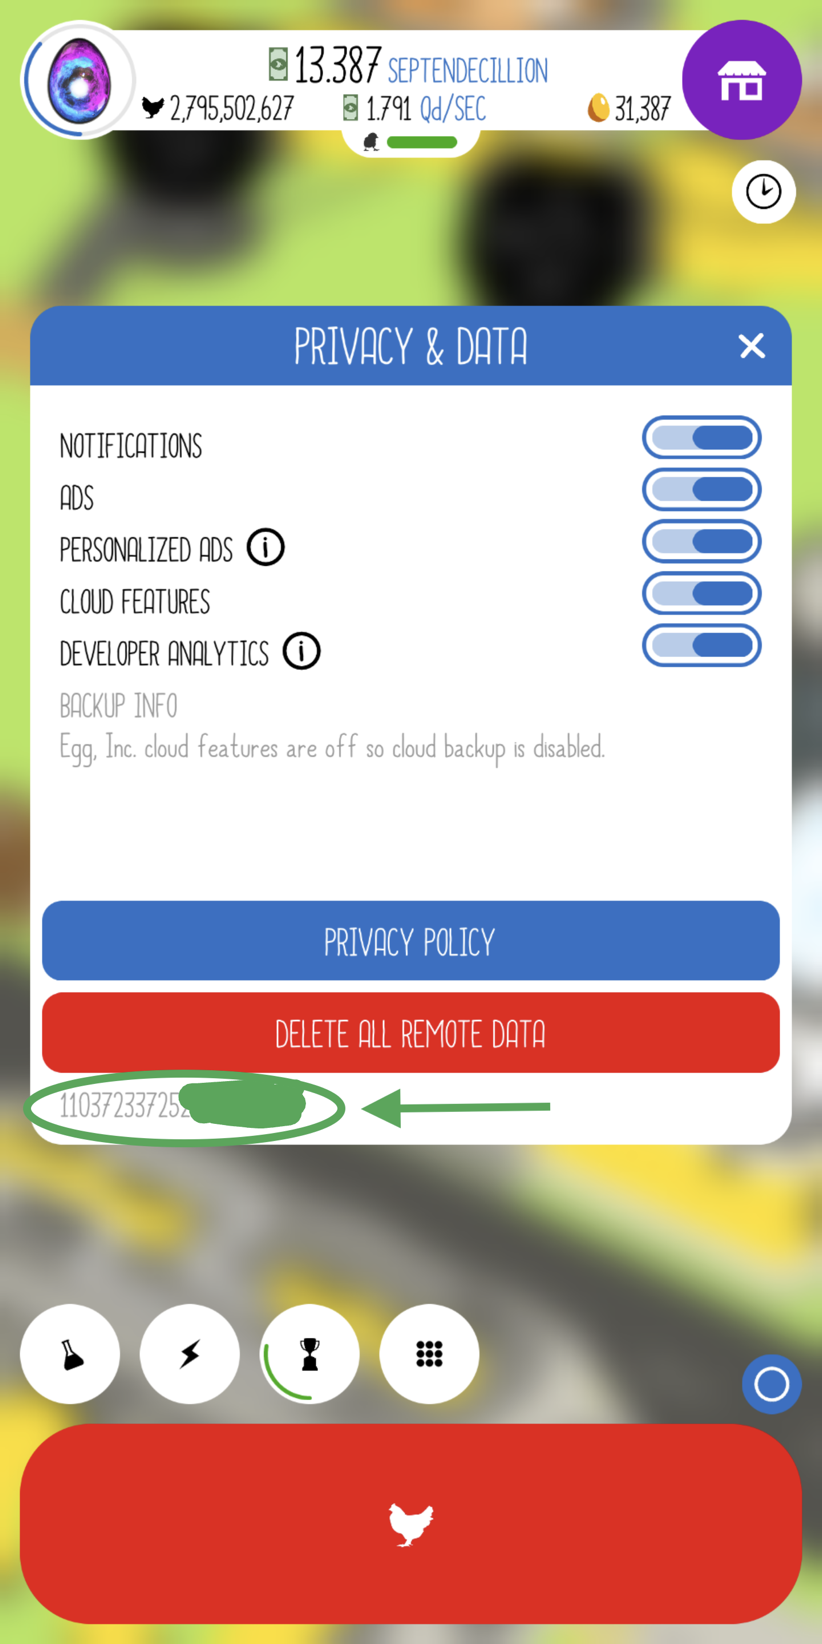 13.387 SEPTENDECILLION
2,795,502,627 1.791 Qd/SEC 31,387
PRIVACY & DATA
NOTIFICATIONS
ADS
PERSONALIZED ADS i
CLOUD FEATURES
DEVELOPER ANALYTICS i
BACKUP INFO
Egg, Inc. cloud features are off so cloud backup is disabled.
PRIVACY POLICY
DELETE ALL REMOTE DATA
110372337252